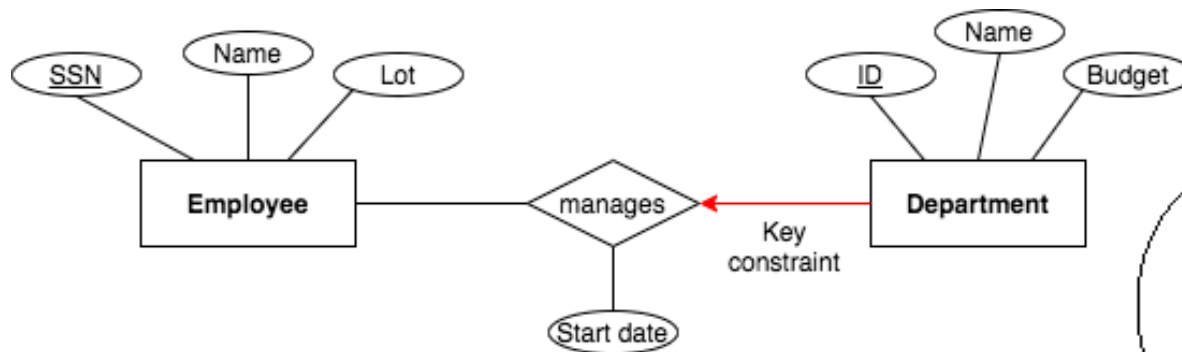 Name
SSN
Lot
Name
ID
Budget
Employee
manages
Department
Key
constraint
Start date